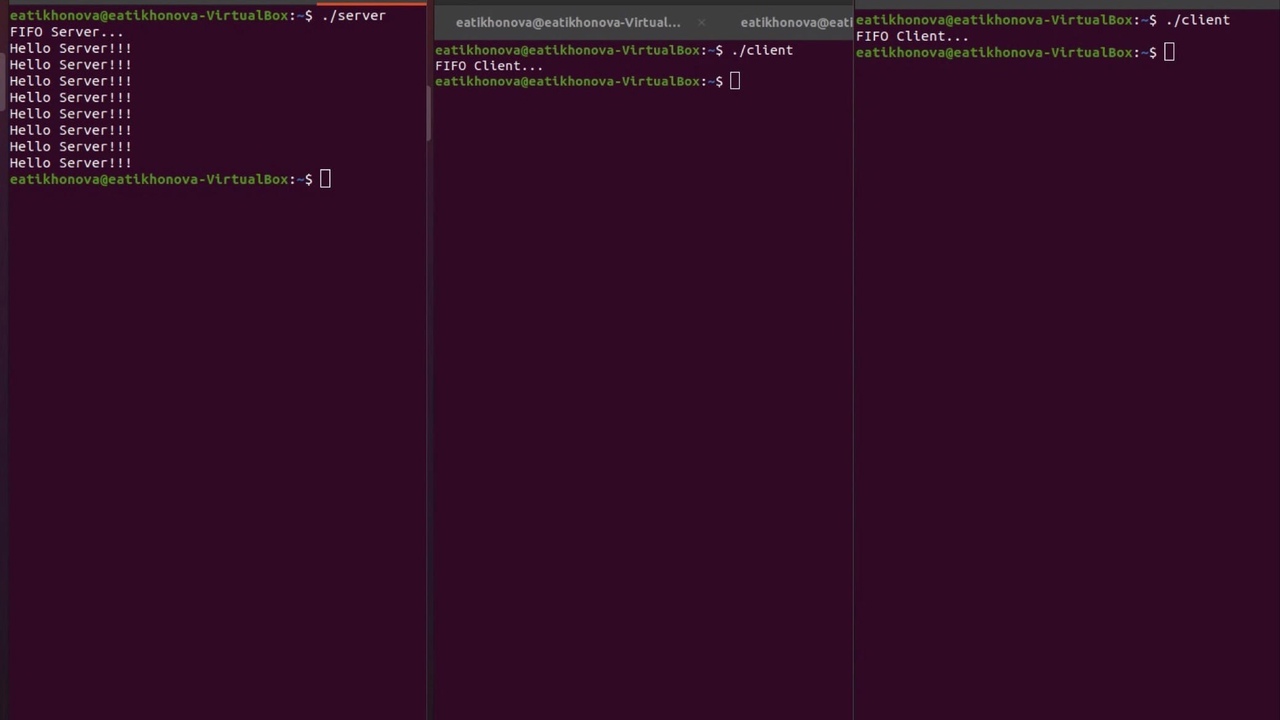 eatikhonova@eatikhonova-VirtualBox:~$ ./server
FIFO Server...
Hello Server!!!
Hello Server!!!
Hello Server!!!
Hello Server!!!
Hello Server!!!
Hello Server!!!
Hello Server!!!
Hello Server!!!
eatikhonova@eatikhonova-VirtualBox:~$
eatikhonova@eatikhonova-Virtual... × eatikhonova@eati
eatikhonova@eatikhonova-VirtualBox:~$ ./client
FIFO Client...
eatikhonova@eatikhonova-VirtualBox:~$
eatikhonova@eatikhonova-VirtualBox:~$ ./client
FIFO Client...
eatikhonova@eatikhonova-VirtualBox:~$